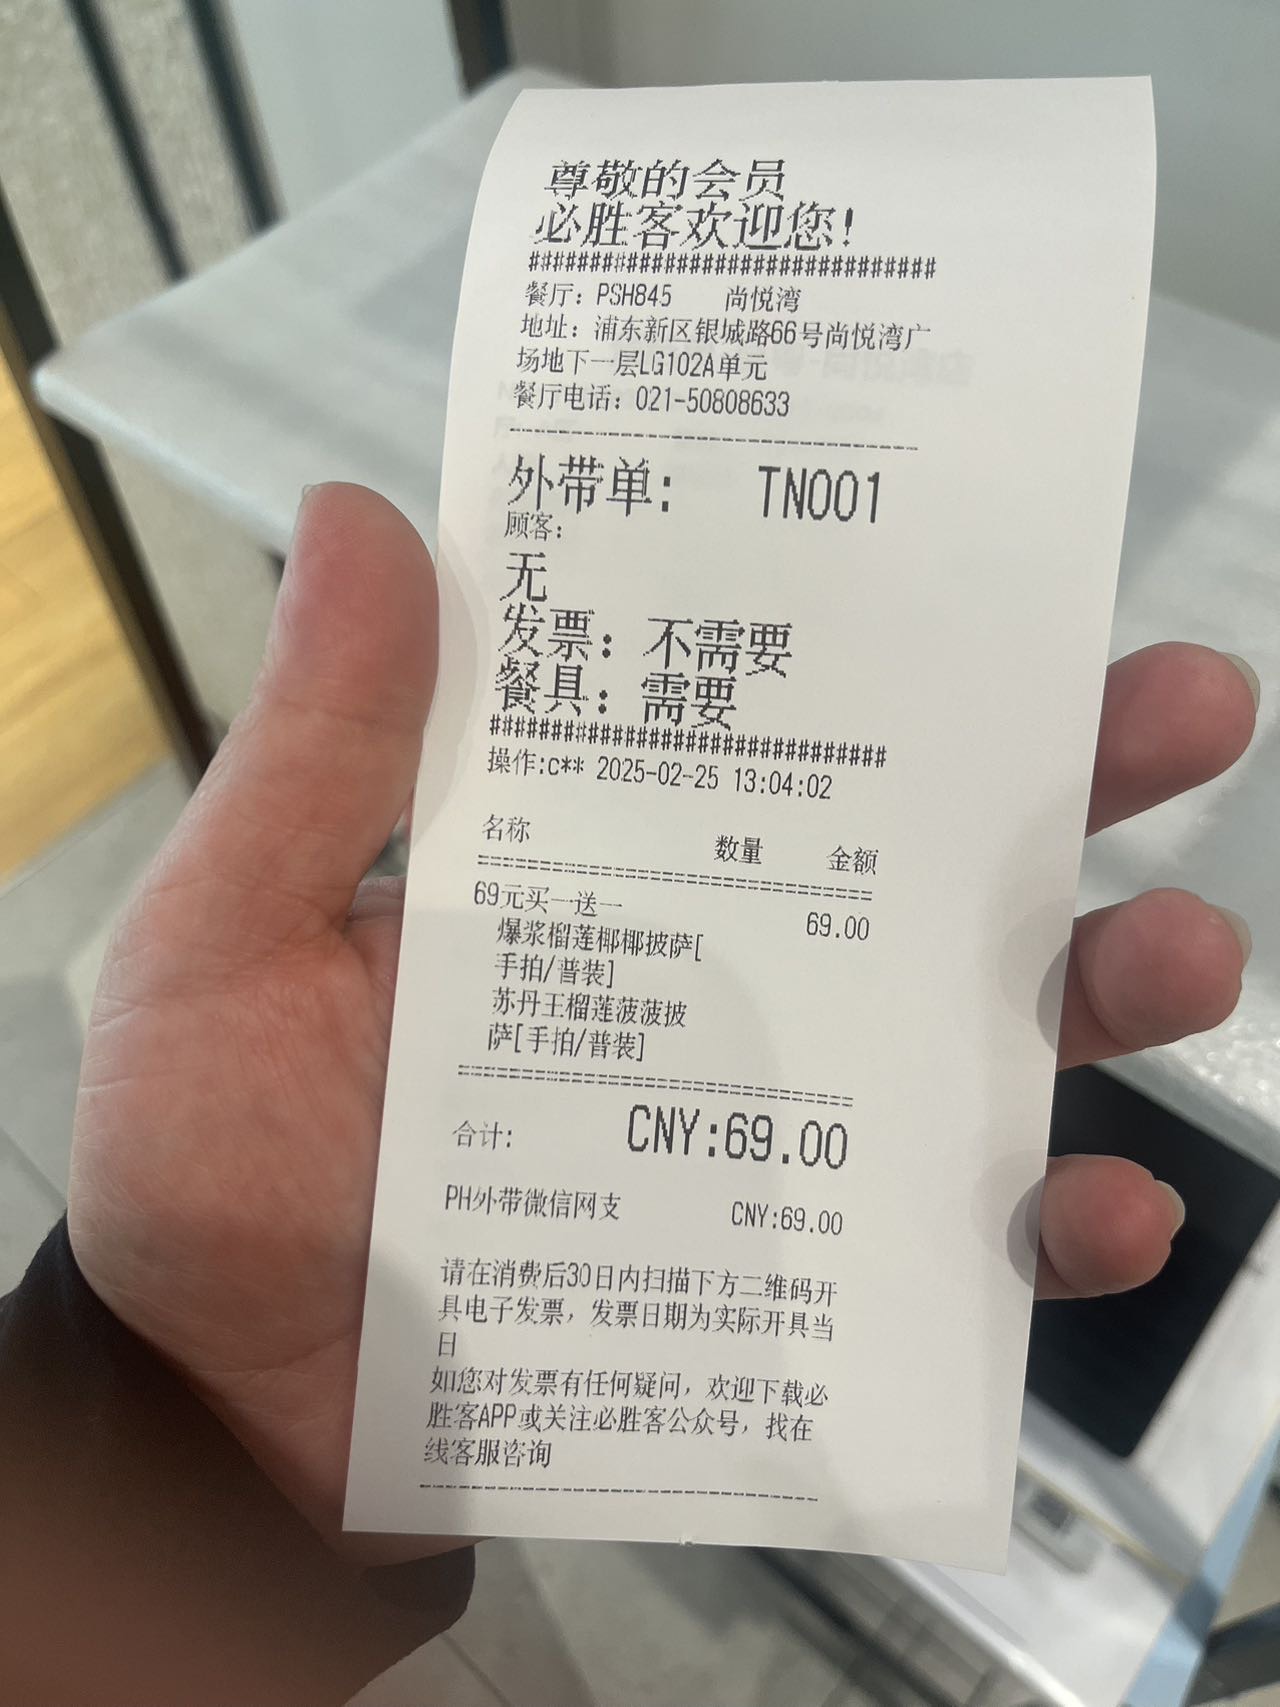 尊敬的会员
必胜客欢迎您!
##################################
餐厅: PSH845 尚悦湾
地址: 浦东新区银城路66号尚悦湾广
场地下一层LG102A单元
餐厅电话: 021-50808633
外带单: TN001
顾客:
无
发票: 不需要
餐具: 需要
##################################
操作:c** 2025-02-25 13:04:02
名称 数量 金额
69元买一送一 69.00
爆浆榴莲椰椰披萨[
手拍/普装]
苏丹王榴莲菠菠披
萨[手拍/普装]
合计: CNY:69.00
PH外带微信网支 CNY:69.00
请在消费后30日内扫描下方二维码开
具电子发票, 发票日期为实际开具当
日
如您对发票有任何疑问, 欢迎下载必
胜客APP或关注必胜客公众号, 找在
线客服咨询